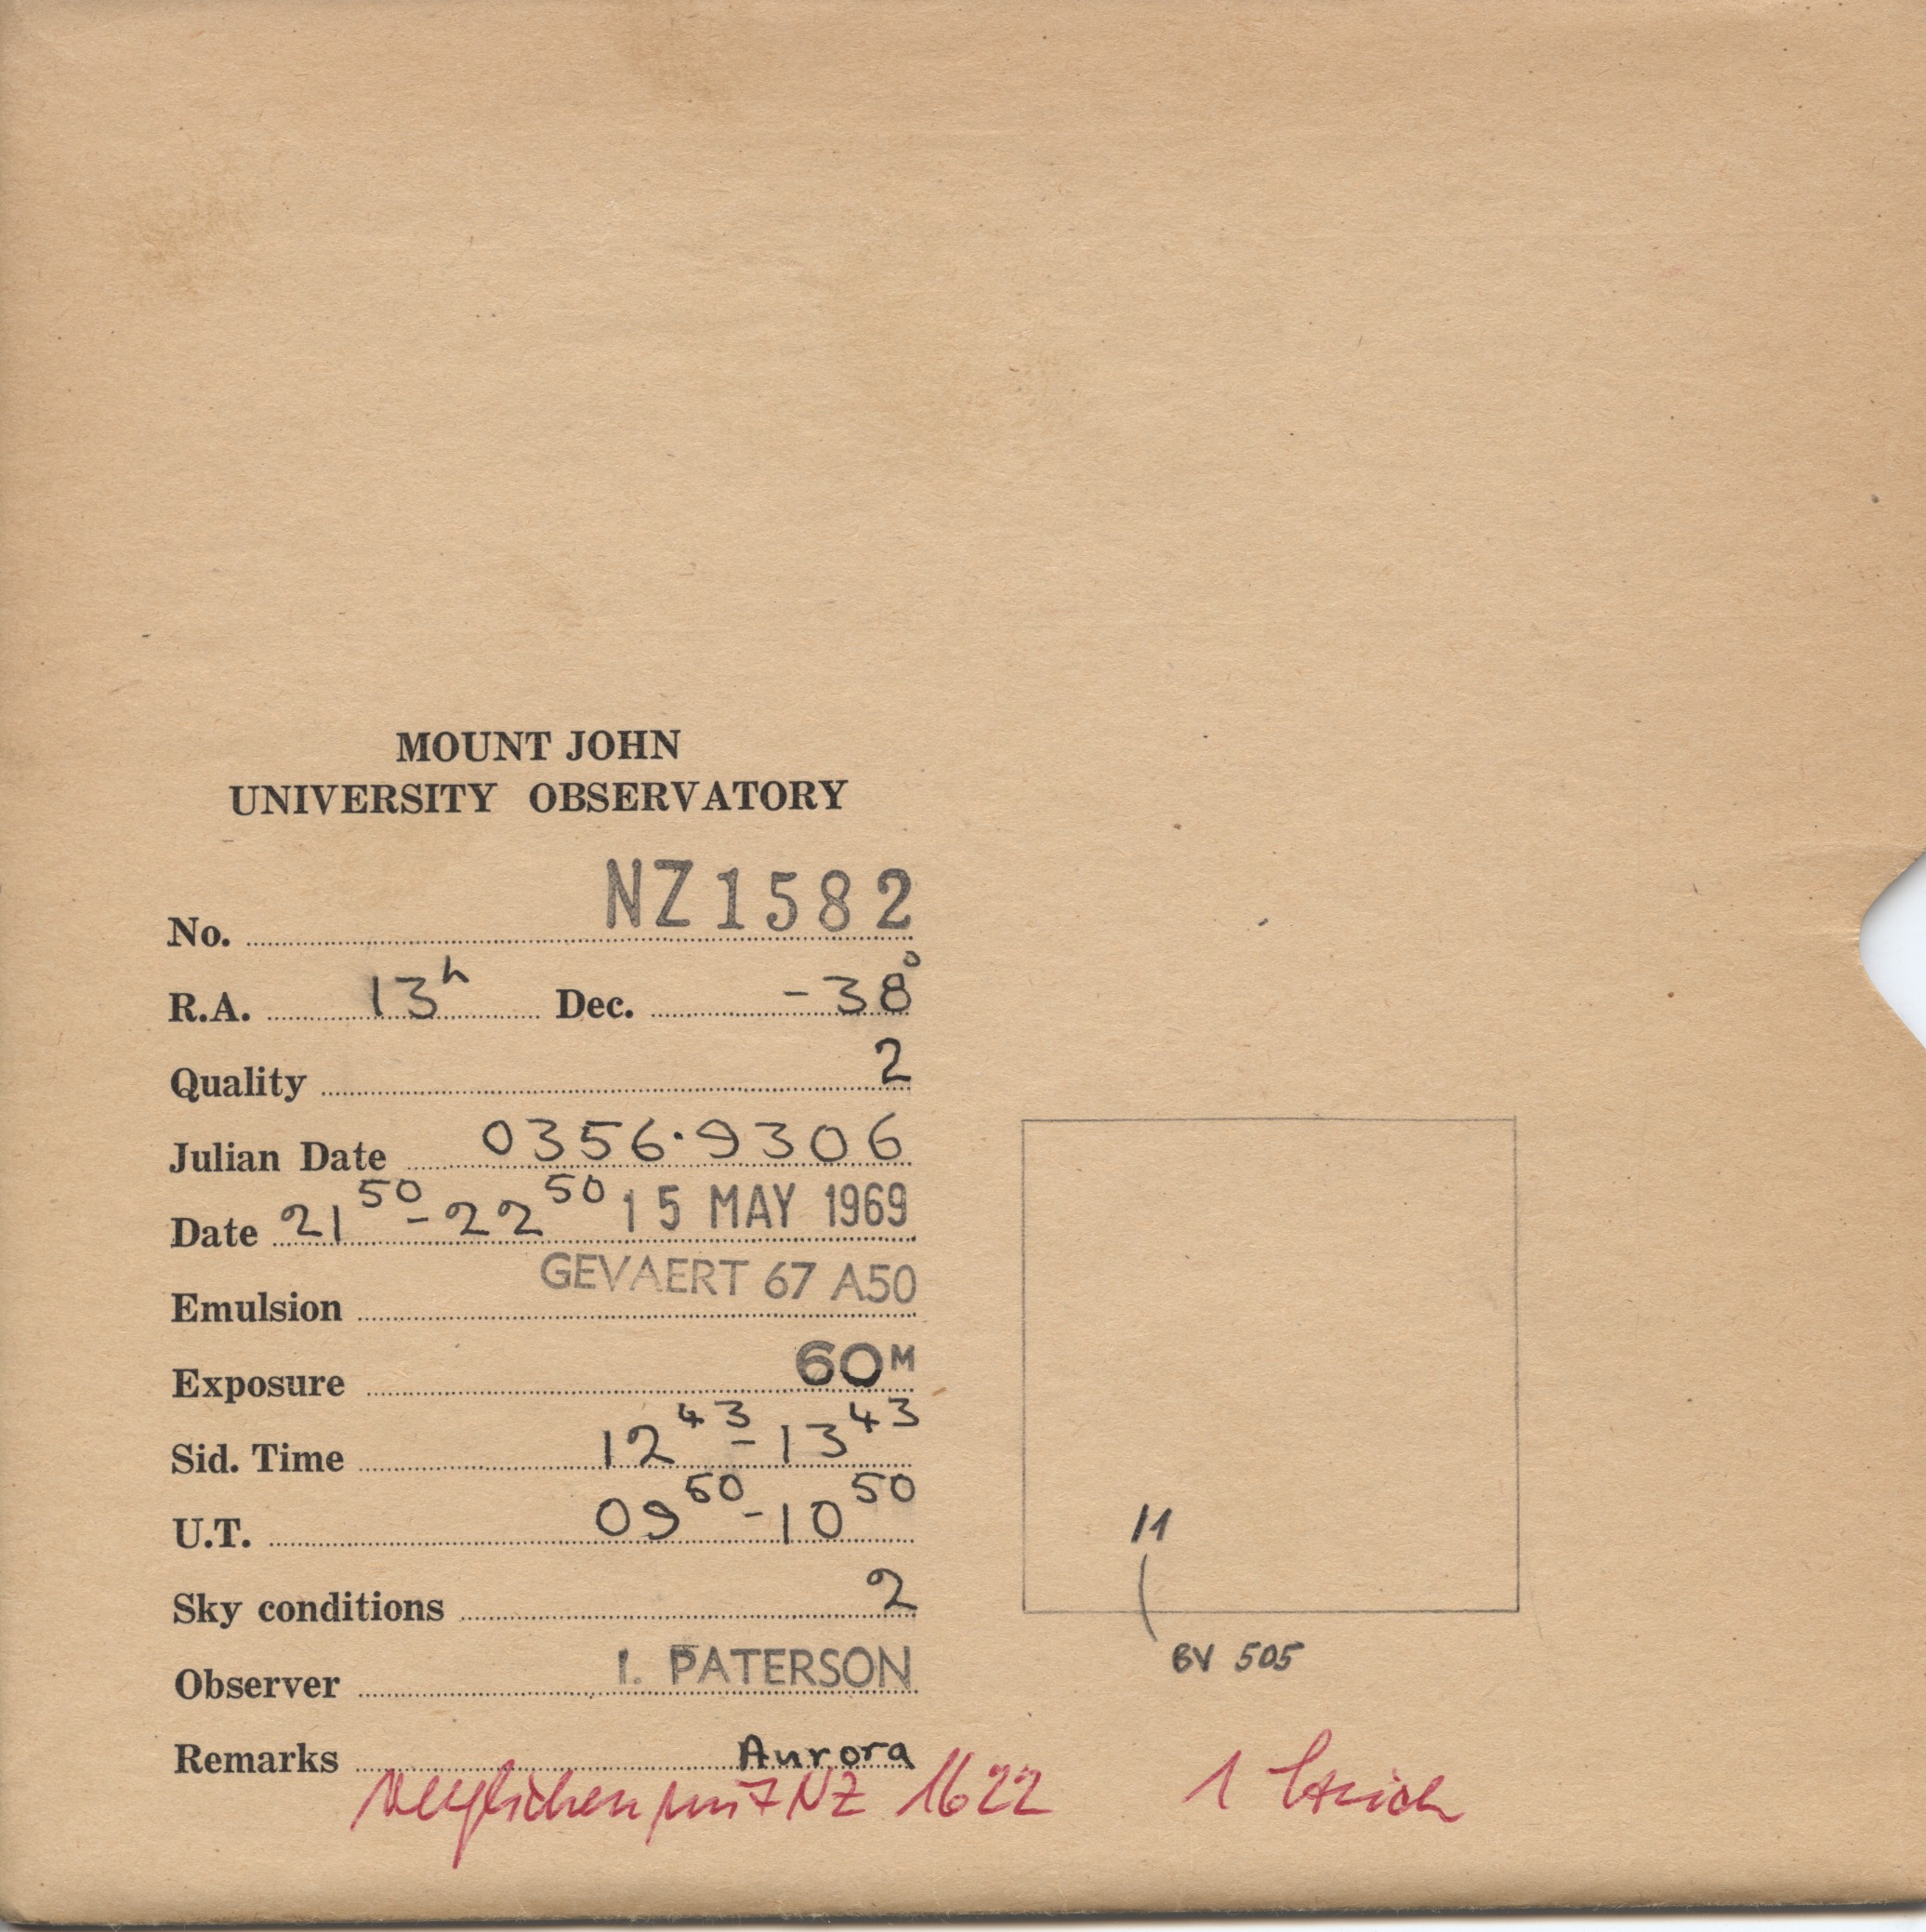 MOUNT JOHN
UNIVERSITY OBSERVATORY
No. NZ1582
R.A. 13h Dec. -38°
Quality 2
Julian Date 0356.9306
Date 21 50 - 22 50 15 MAY 1969
Emulsion GEVAERT 67 A50
Exposure 60M
Sid. Time 12 43 - 13 43
U.T. 09 50 - 10 50
Sky conditions 2
Observer I. PATERSON
Remarks Aurora
verglichen mit NZ 1622 1 Strich
11
BV 505